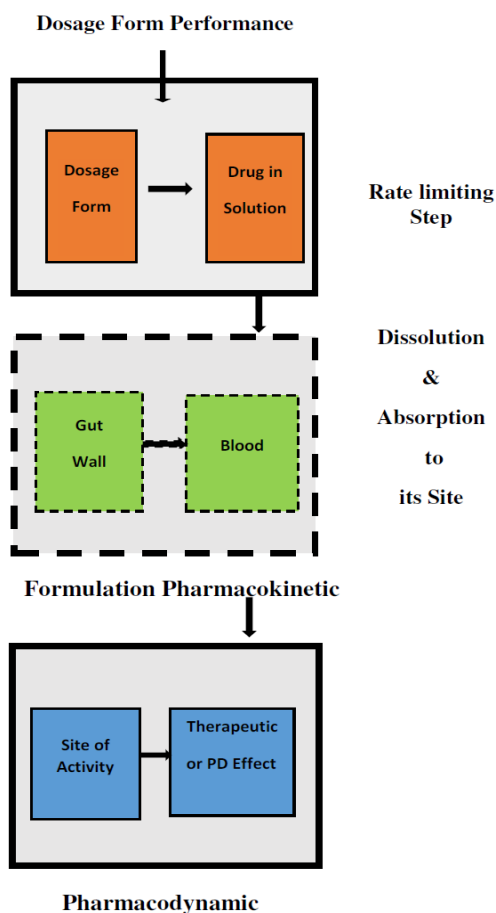 Dosage Form Performance
Dosage
Form
Drug in
Solution
Rate limiting
Step
Dissolution
&
Absorption
to
its Site
Gut
Wall
Blood
Formulation Pharmacokinetic
Site of
Activity
Therapeutic
or PD Effect
Pharmacodynamic